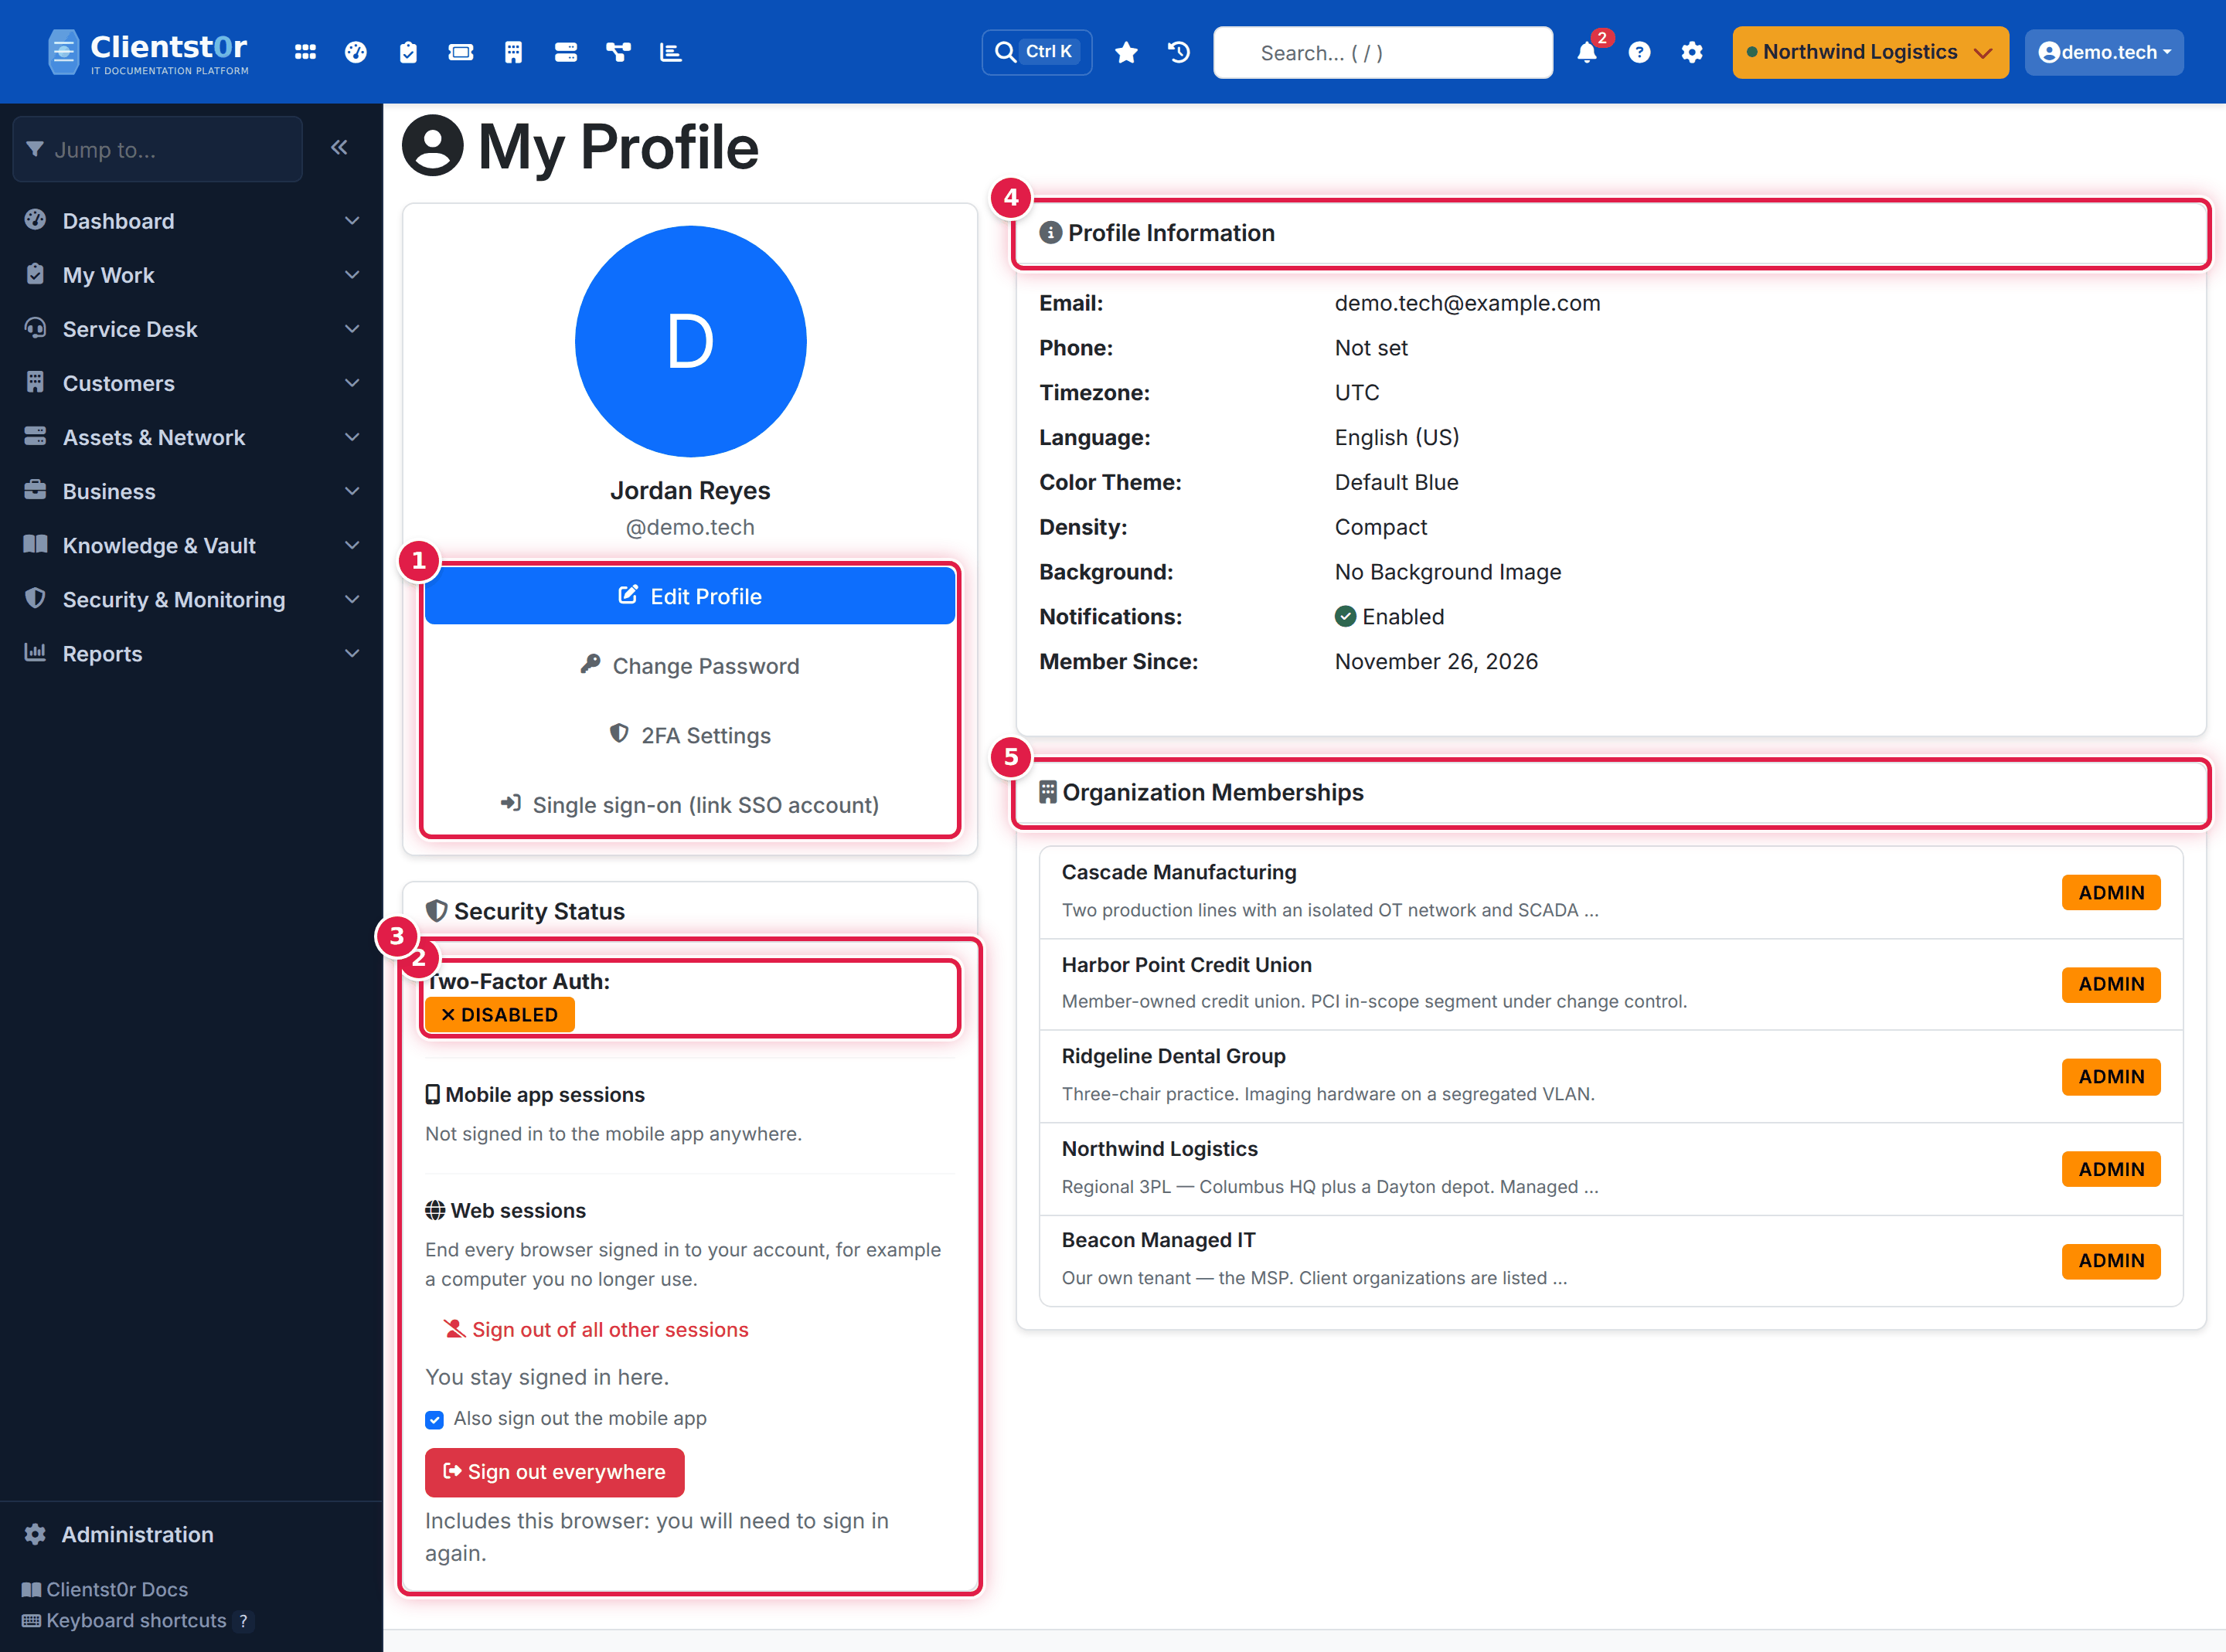 Clientst0r
IT DOCUMENTATION PLATFORM
Ctrl K
Search... ( / )
2
Northwind Logistics
demo.tech
Jump to...
Dashboard
My Work
Service Desk
Customers
Assets & Network
Business
Knowledge & Vault
Security & Monitoring
Reports
Administration
Clientst0r Docs
Keyboard shortcuts ?
My Profile
D
Jordan Reyes
@demo.tech
1
Edit Profile
Change Password
2FA Settings
Single sign-on (link SSO account)
Security Status
3
2
Two-Factor Auth:
DISABLED
Mobile app sessions
Not signed in to the mobile app anywhere.
Web sessions
End every browser signed in to your account, for example
a computer you no longer use.
Sign out of all other sessions
You stay signed in here.
Also sign out the mobile app
Sign out everywhere
Includes this browser: you will need to sign in
again.
4
Profile Information
Email: demo.tech@example.com
Phone: Not set
Timezone: UTC
Language: English (US)
Color Theme: Default Blue
Density: Compact
Background: No Background Image
Notifications: Enabled
Member Since: November 26, 2026
5
Organization Memberships
Cascade Manufacturing
Two production lines with an isolated OT network and SCADA ...
ADMIN
Harbor Point Credit Union
Member-owned credit union. PCI in-scope segment under change control.
ADMIN
Ridgeline Dental Group
Three-chair practice. Imaging hardware on a segregated VLAN.
ADMIN
Northwind Logistics
Regional 3PL — Columbus HQ plus a Dayton depot. Managed ...
ADMIN
Beacon Managed IT
Our own tenant — the MSP. Client organizations are listed ...
ADMIN